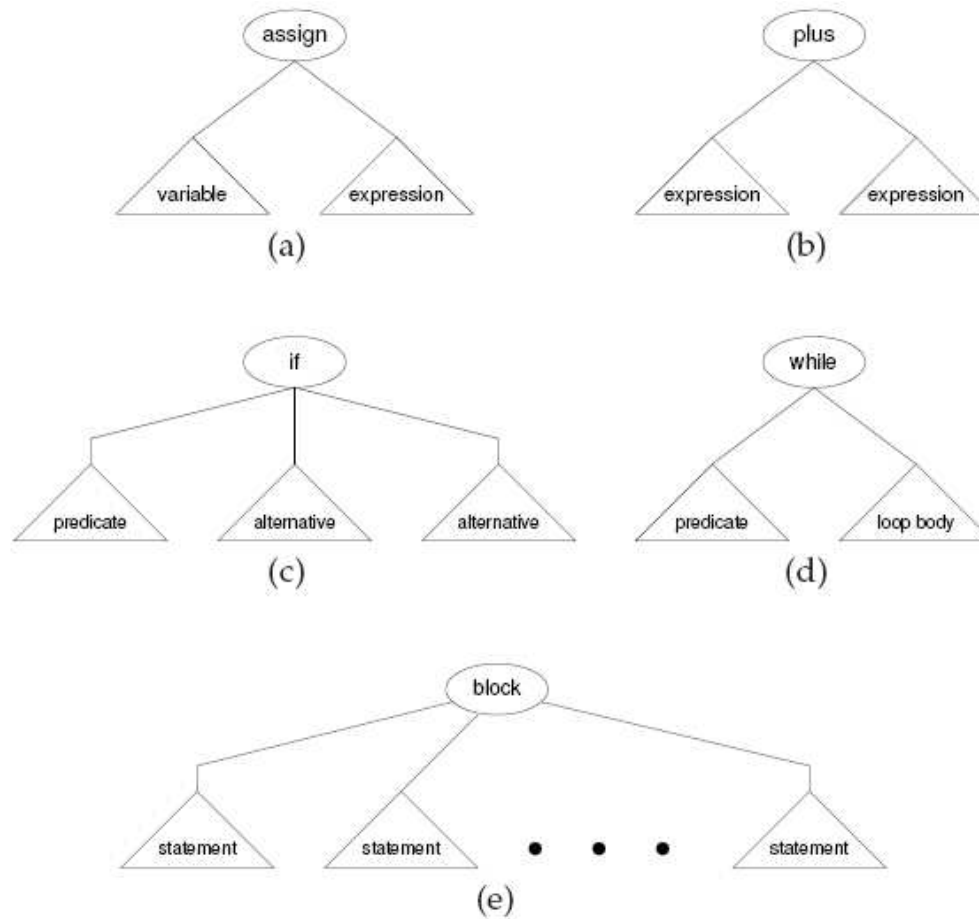 assign plus
variable expression expression expression
(a) (b)
if while
predicate alternative alternative predicate loop body
(c) (d)
block
statement statement statement
(e)